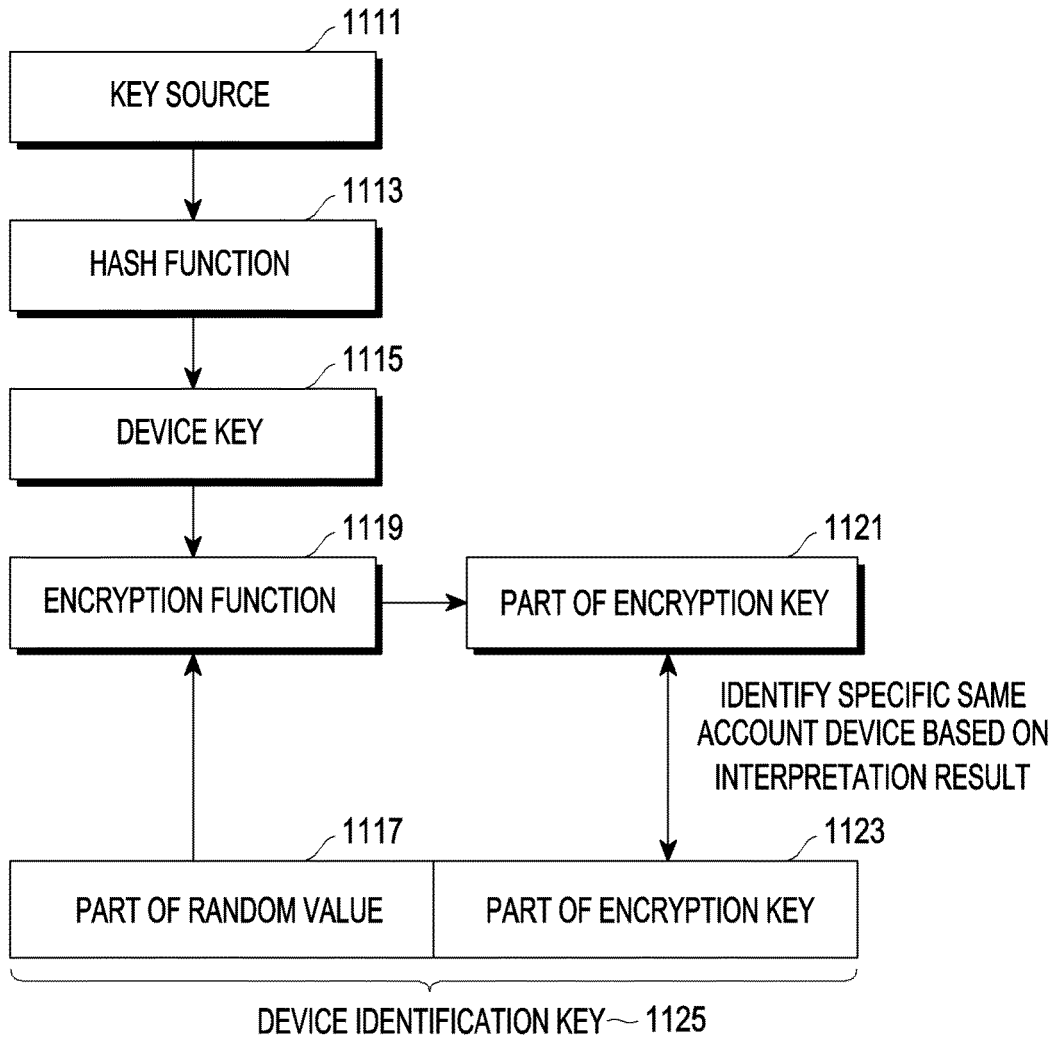 1111
KEY SOURCE
1113
HASH FUNCTION
1115
DEVICE KEY
1119
ENCRYPTION FUNCTION
1121
PART OF ENCRYPTION KEY
IDENTIFY SPECIFIC SAME
ACCOUNT DEVICE BASED ON
INTERPRETATION RESULT
1117
PART OF RANDOM VALUE
1123
PART OF ENCRYPTION KEY
DEVICE IDENTIFICATION KEY 1125